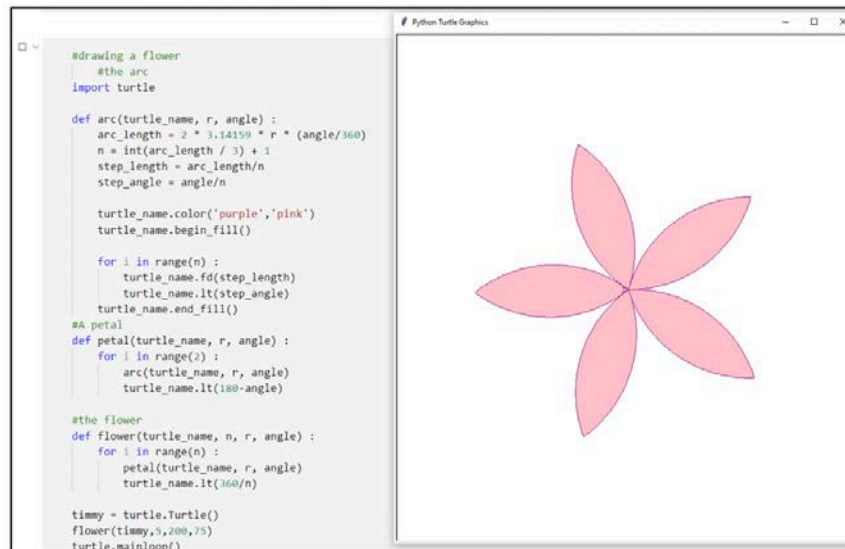 Python Turtle Graphics
#drawing a flower
#the arc
import turtle
def arc(turtle_name, r, angle) :
arc_length = 2 * 3.14159 * r * (angle/360)
n = int(arc_length / 3) + 1
step_length = arc_length/n
step_angle = angle/n
turtle_name.color('purple','pink')
turtle_name.begin_fill()
for i in range(n) :
turtle_name.fd(step_length)
turtle_name.lt(step_angle)
turtle_name.end_fill()
#A petal
def petal(turtle_name, r, angle) :
for i in range(2) :
arc(turtle_name, r, angle)
turtle_name.lt(180-angle)
#the flower
def flower(turtle_name, n, r, angle) :
for i in range(n) :
petal(turtle_name, r, angle)
turtle_name.lt(360/n)
timmy = turtle.Turtle()
flower(timmy,5,200,75)
turtle.mainloop()